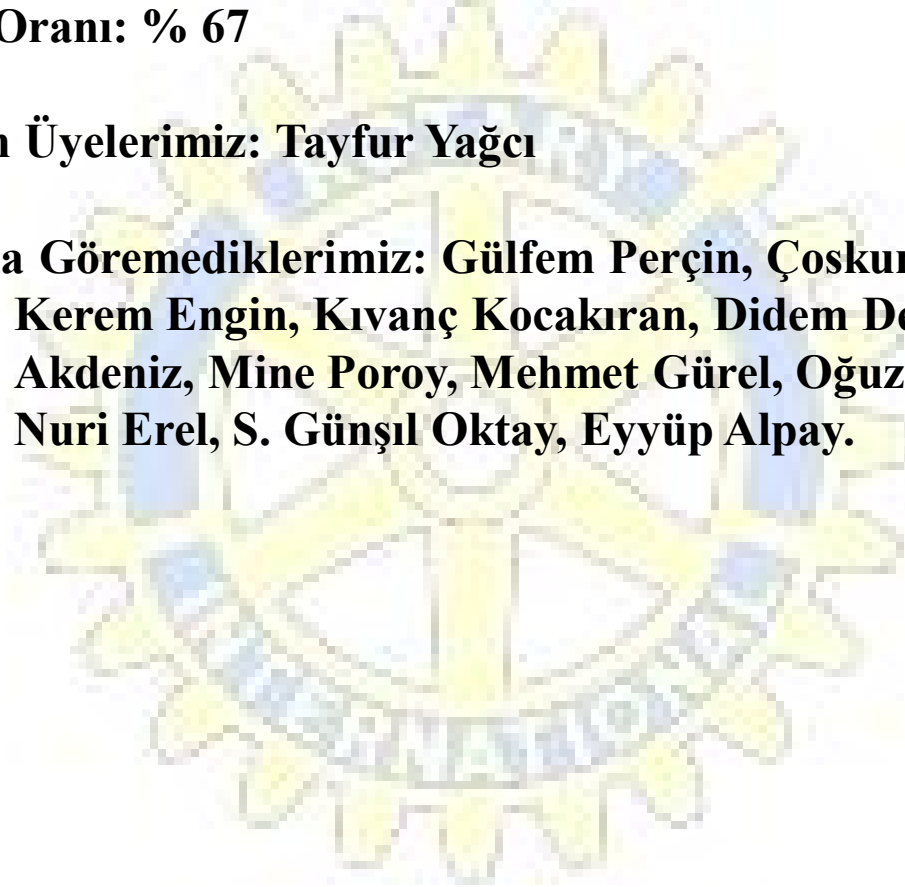 Oranı: % 67
n Üyelerimiz: Tayfur Yağcı
a Göremediklerimiz: Gülfem Perçin, Çoskun
Kerem Engin, Kıvanç Kocakıran, Didem De
Akdeniz, Mine Poroy, Mehmet Gürel, Oğuz
Nuri Erel, S. Günşıl Oktay, Eyyüp Alpay.